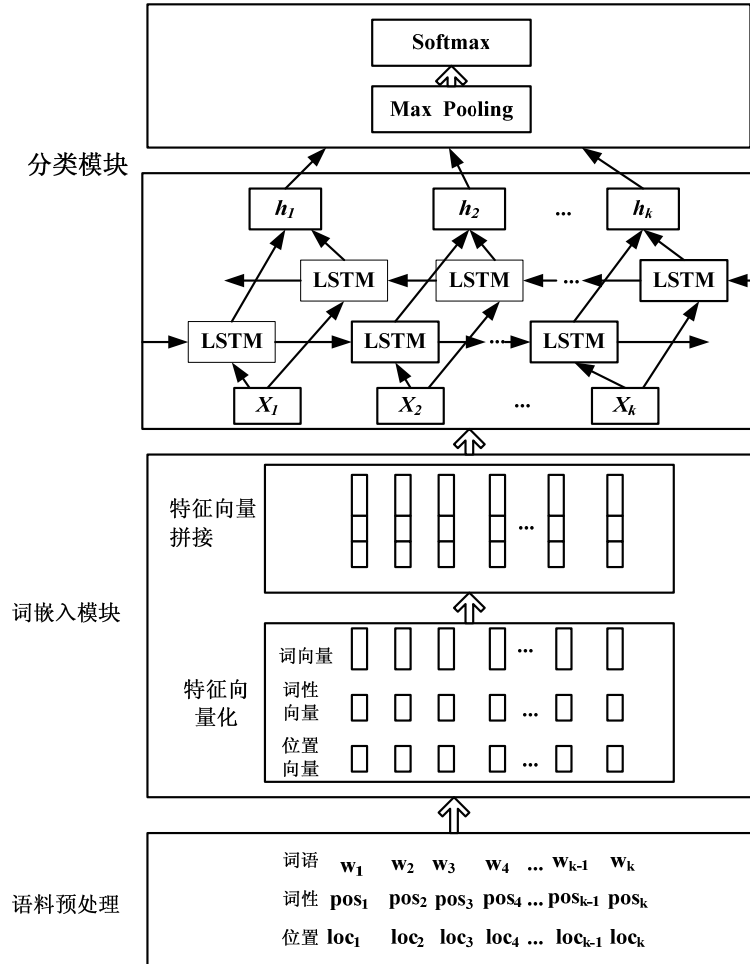 Softmax
Max Pooling
分类模块
h₁ h₂ ... hₖ
LSTM LSTM ... LSTM
LSTM LSTM ... LSTM
X₁ X₂ ... Xₖ
特征向量
拼接
...
词嵌入模块
词向量 ...
特征向
量化
词性
向量 ...
位置
向量 ...
语料预处理
词语 w₁ w₂ w₃ w₄ ... wₖ₋₁ wₖ
词性 pos₁ pos₂ pos₃ pos₄ ... posₖ₋₁ posₖ
位置 loc₁ loc₂ loc₃ loc₄ ... locₖ₋₁ locₖ